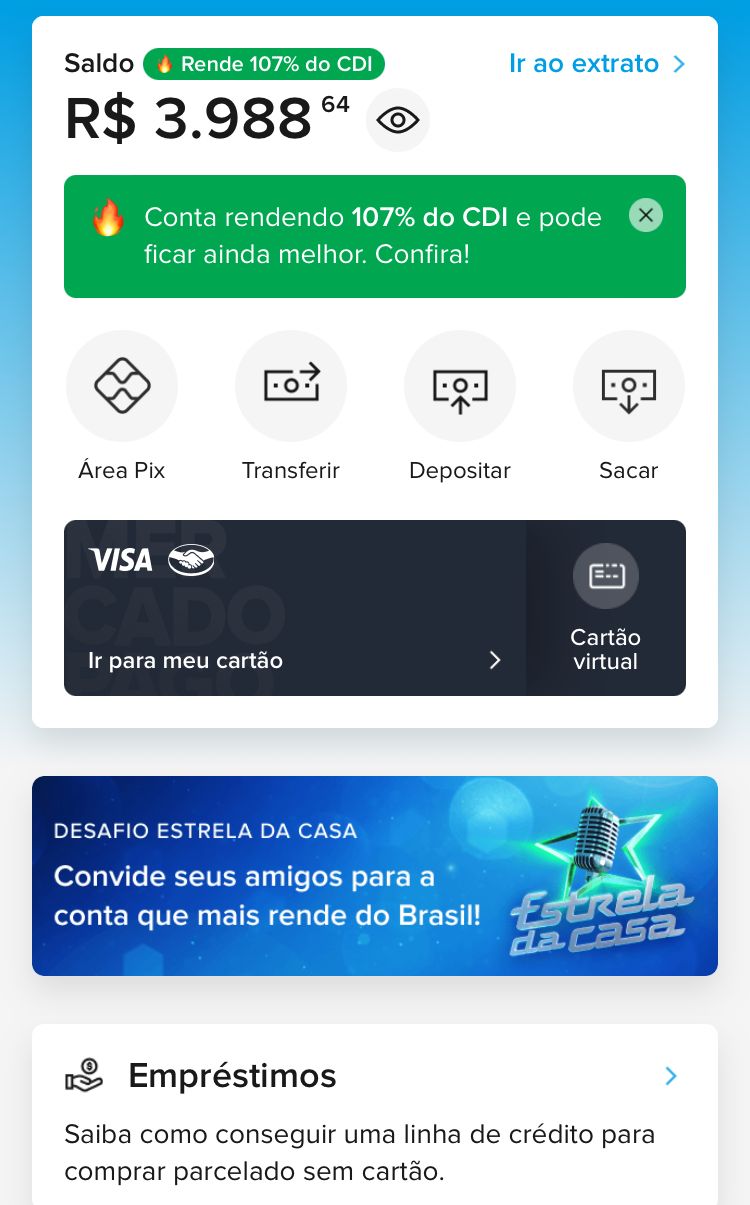 Saldo 🔥 Rende 107% do CDI Ir ao extrato
R$ 3.988 64
🔥 Conta rendendo 107% do CDI e pode
ficar ainda melhor. Confira!
Área Pix Transferir Depositar Sacar
VISA
MER
CADO
PAGO
Ir para meu cartão
Cartão
virtual
DESAFIO ESTRELA DA CASA
Convide seus amigos para a
conta que mais rende do Brasil!
Estrela
da casa
Empréstimos
Saiba como conseguir uma linha de crédito para
comprar parcelado sem cartão.